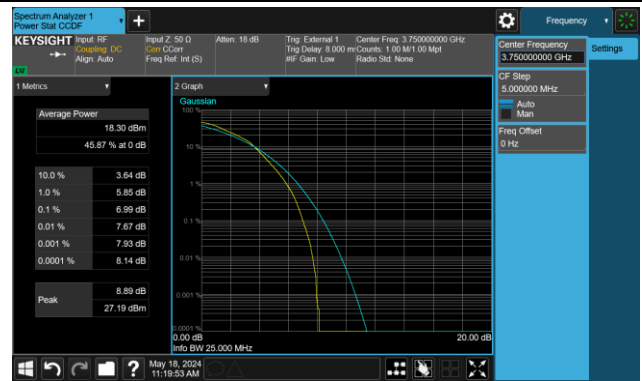 Spectrum Analyzer 1
Power Stat CCDF
Frequency
KEYSIGHT
Input: RF
Coupling: DC
Align: Auto
Input Z: 50 Ω
Corr CCorr
Freq Ref: Int (S)
Atten: 18 dB
Trig: External 1
Trig Delay: 8.000 ms
#IF Gain: Low
Center Freq: 3.750000000 GHz
Counts: 1.00 M/1.00 Mpt
Radio Std: None
1 Metrics
Average Power
18.30 dBm
45.87 % at 0 dB
10.0 % 3.64 dB
1.0 % 5.85 dB
0.1 % 6.99 dB
0.01 % 7.67 dB
0.001 % 7.93 dB
0.0001 % 8.14 dB
Peak
8.89 dB
27.19 dBm
2 Graph
Gaussian
100 %
10 %
1 %
0.1 %
0.01 %
0.001 %
0.0001 %
0.00 dB
20.00 dB
Info BW 25.000 MHz
Center Frequency
3.750000000 GHz
Settings
CF Step
5.000000 MHz
Auto
Man
Freq Offset
0 Hz
?
May 18, 2024
11:19:53 AM